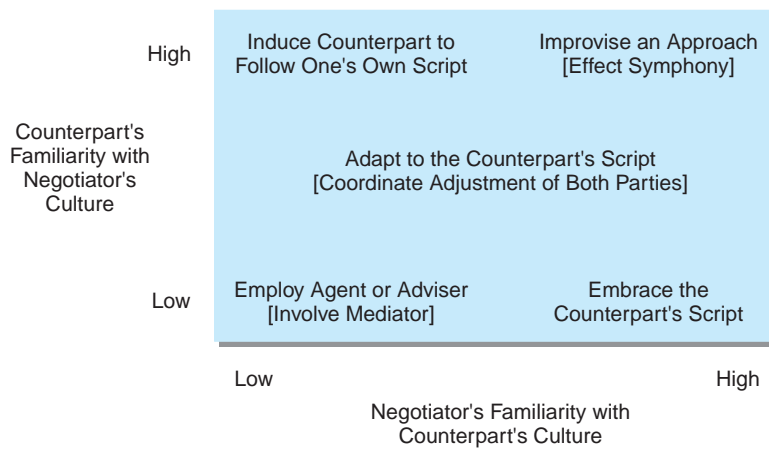 High
Induce Counterpart to
Follow One's Own Script
Improvise an Approach
[Effect Symphony]
Counterpart's
Familiarity with
Negotiator's
Culture
Adapt to the Counterpart's Script
[Coordinate Adjustment of Both Parties]
Low
Employ Agent or Adviser
[Involve Mediator]
Embrace the
Counterpart's Script
Low
High
Negotiator's Familiarity with
Counterpart's Culture